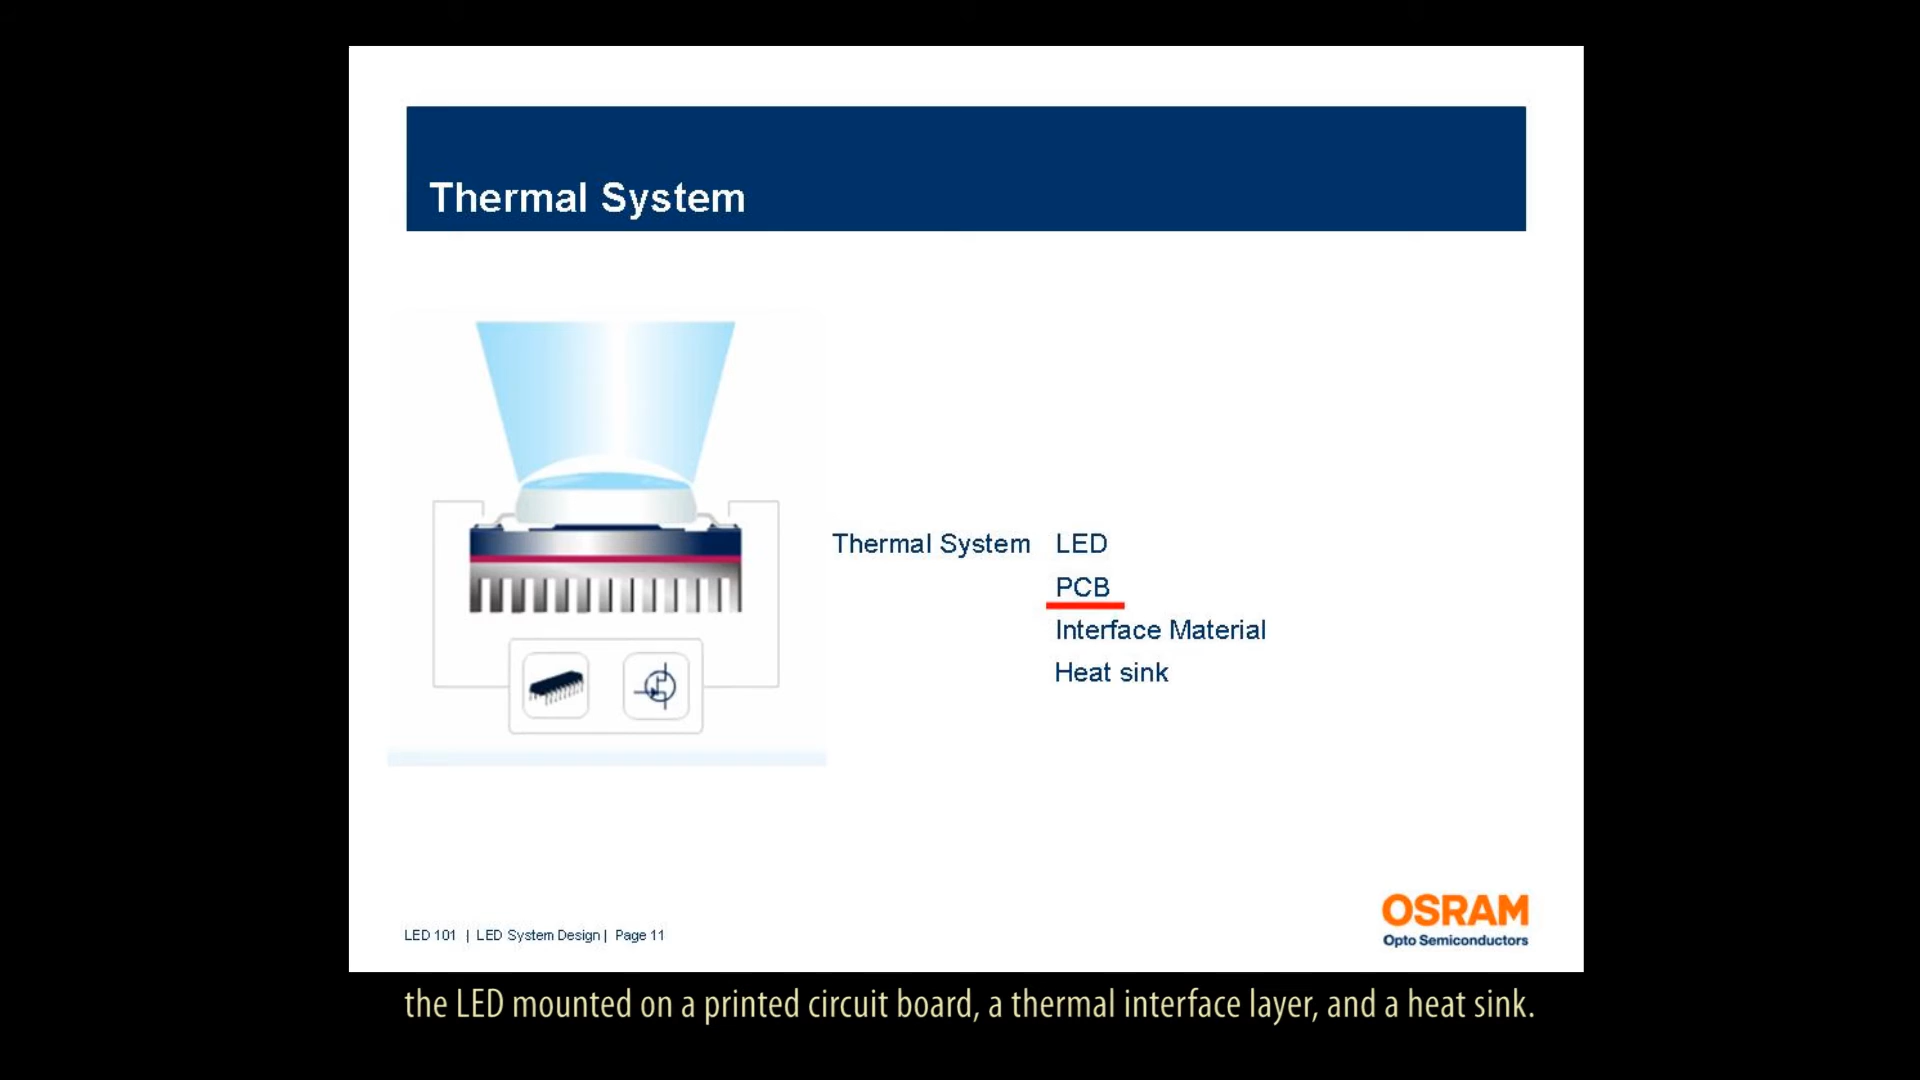 Thermal System
Thermal System LED
PCB
Interface Material
Heat sink
LED 101 | LED System Design | Page 11
OSRAM
Opto Semiconductors
the LED mounted on a printed circuit board, a thermal interface layer, and a heat sink.